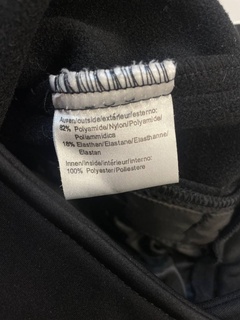 Aussen/outside/extérieur/esterno:
82% Polyamide/Nylon/Polyamide/
Poliammidica
18% Elasthan/Elastane/Elasthanne/
Elastan
Innen/inside/intérieur/interno:
100% Polyester/Poliestere